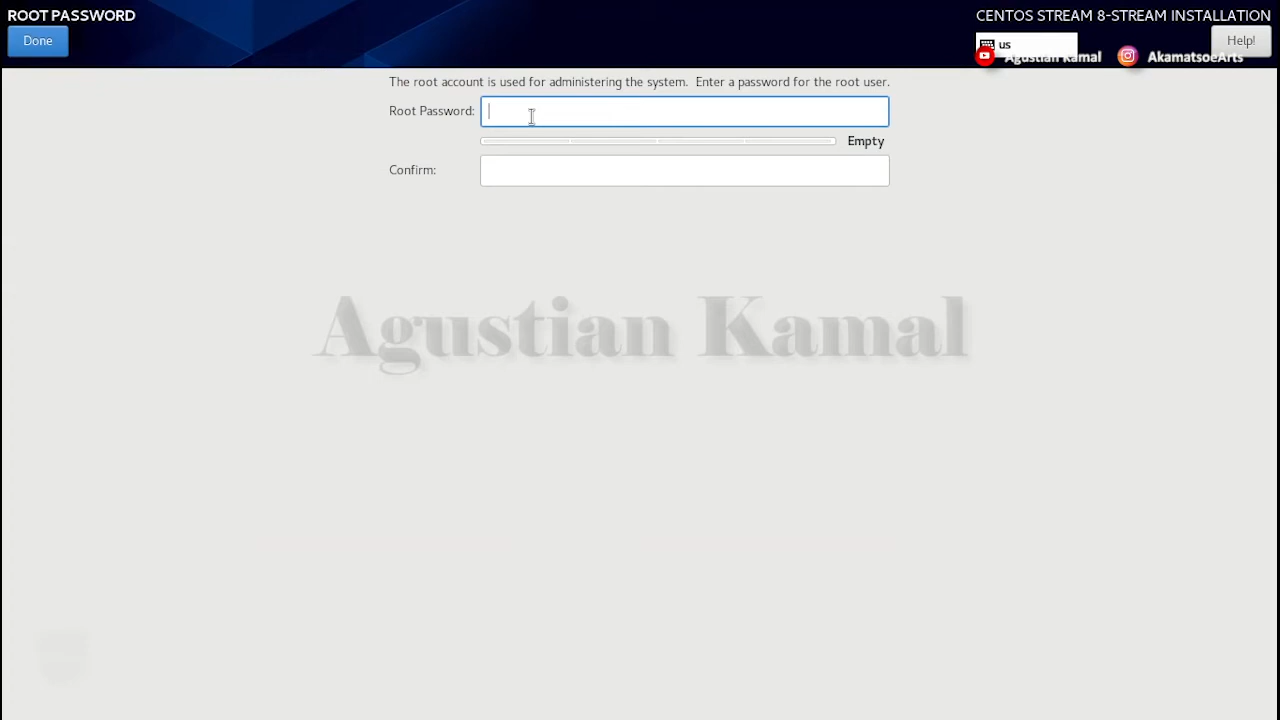 ROOT PASSWORD
CENTOS STREAM 8-STREAM INSTALLATION
Done
us
Help!
Agustian Kamal
AkamatsoeArts
The root account is used for administering the system.  Enter a password for the root user.
Root Password:
Empty
Confirm:
Agustian Kamal